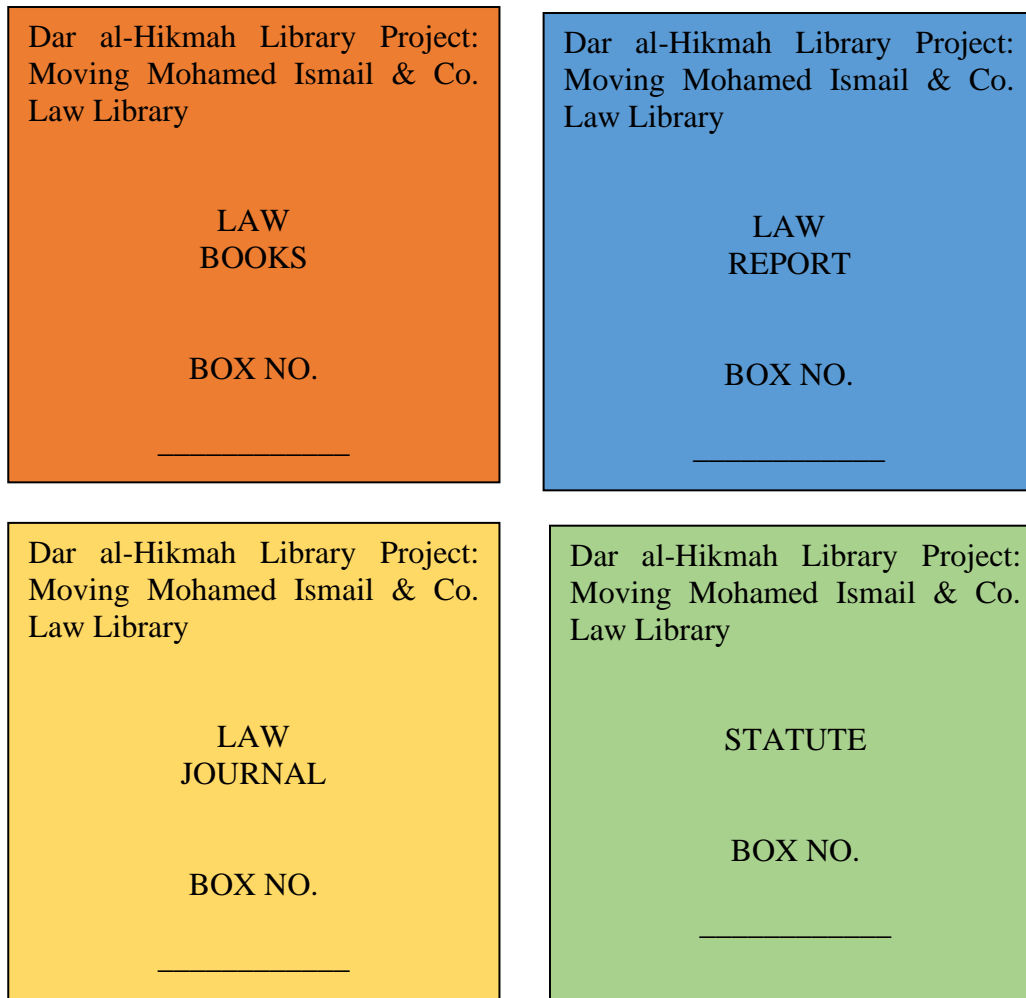 Dar al-Hikmah Library Project:
Moving Mohamed Ismail & Co.
Law Library
LAW
BOOKS
BOX NO.
____________
Dar al-Hikmah Library Project:
Moving Mohamed Ismail & Co.
Law Library
LAW
REPORT
BOX NO.
____________
Dar al-Hikmah Library Project:
Moving Mohamed Ismail & Co.
Law Library
LAW
JOURNAL
BOX NO.
____________
Dar al-Hikmah Library Project:
Moving Mohamed Ismail & Co.
Law Library
STATUTE
BOX NO.
____________